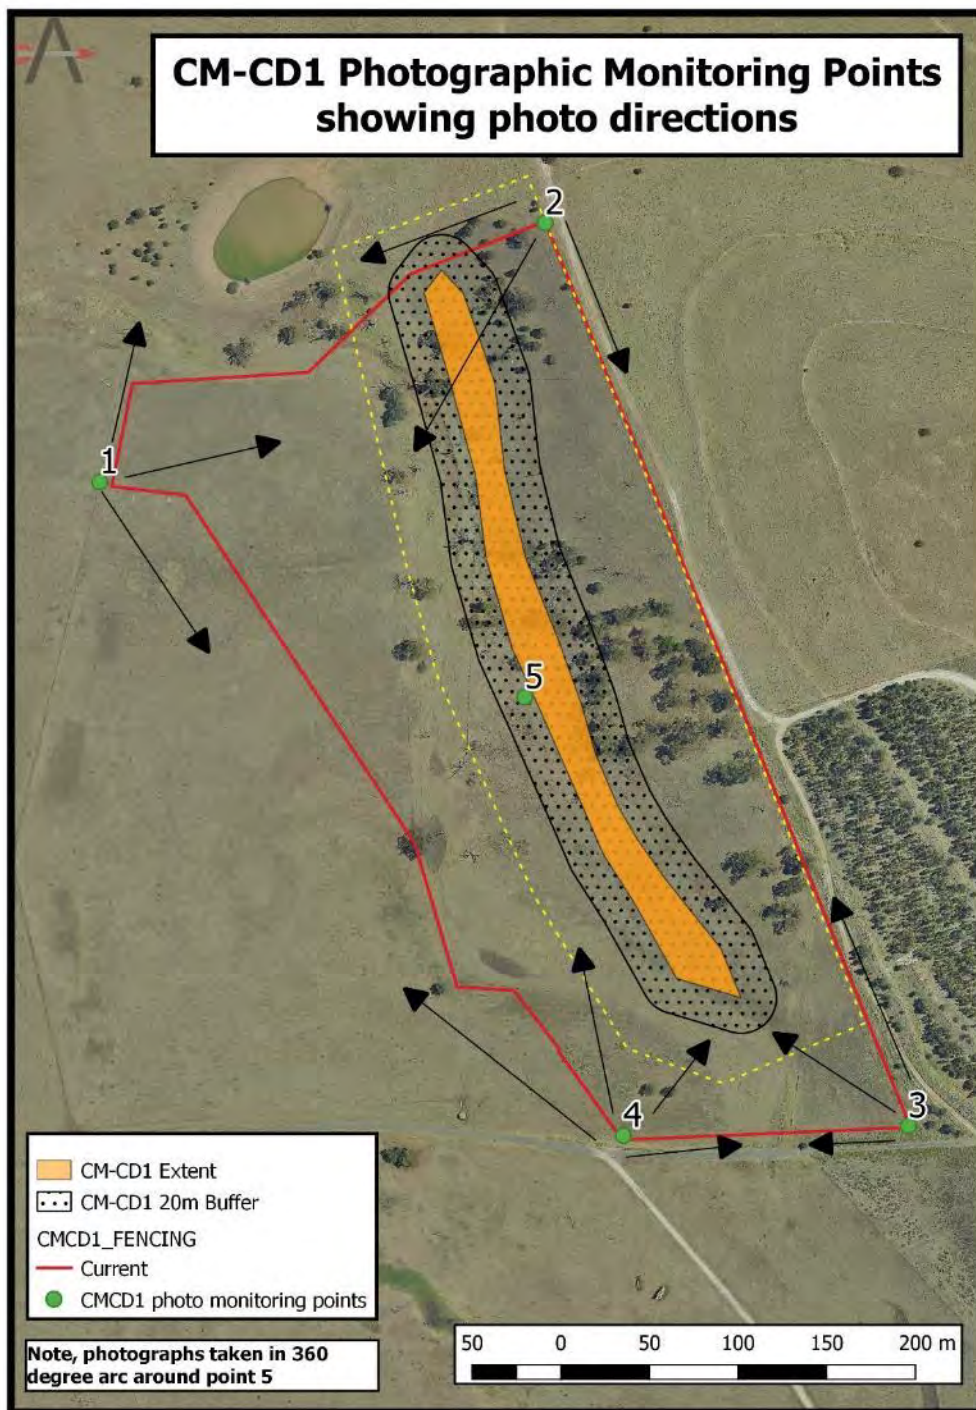 CM-CD1 Photographic Monitoring Points
showing photo directions
2
1
5
4
3
CM-CD1 Extent
CM-CD1 20m Buffer
CMCD1_FENCING
Current
CMCD1 photo monitoring points
Note, photographs taken in 360
degree arc around point 5
50 0 50 100 150 200 m